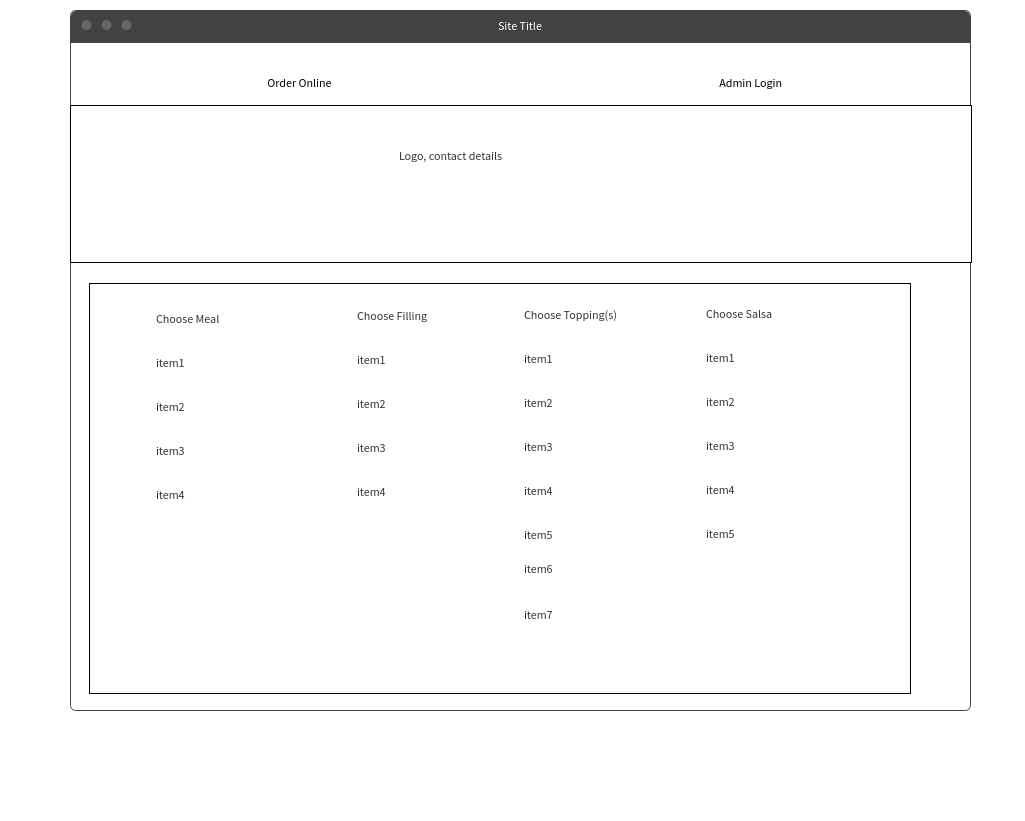 Site Title
Order Online
Admin Login
Logo, contact details
Choose Meal
item1
item2
item3
item4
Choose Filling
item1
item2
item3
item4
Choose Topping(s)
item1
item2
item3
item4
item5
item6
item7
Choose Salsa
item1
item2
item3
item4
item5